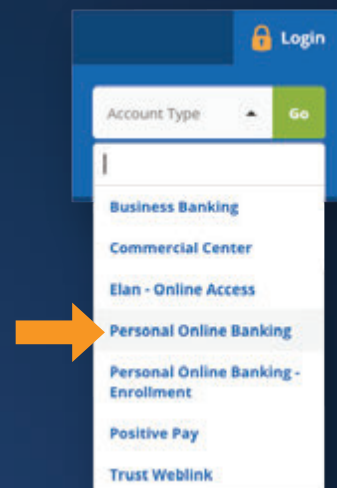 Login
Account Type Go
Business Banking
Commercial Center
Elan - Online Access
Personal Online Banking
Personal Online Banking -
Enrollment
Positive Pay
Trust Weblink